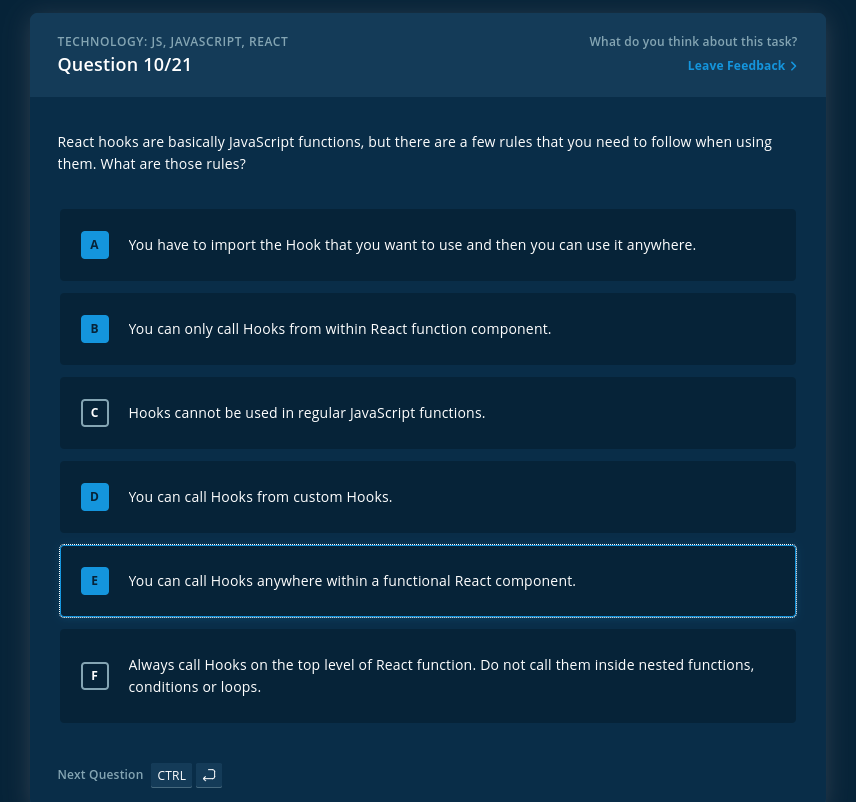 TECHNOLOGY: JS, JAVASCRIPT, REACT
What do you think about this task?
Question 10/21
Leave Feedback
React hooks are basically JavaScript functions, but there are a few rules that you need to follow when using
them. What are those rules?
A You have to import the Hook that you want to use and then you can use it anywhere.
B You can only call Hooks from within React function component.
C Hooks cannot be used in regular JavaScript functions.
D You can call Hooks from custom Hooks.
E You can call Hooks anywhere within a functional React component.
F Always call Hooks on the top level of React function. Do not call them inside nested functions,
conditions or loops.
Next Question CTRL